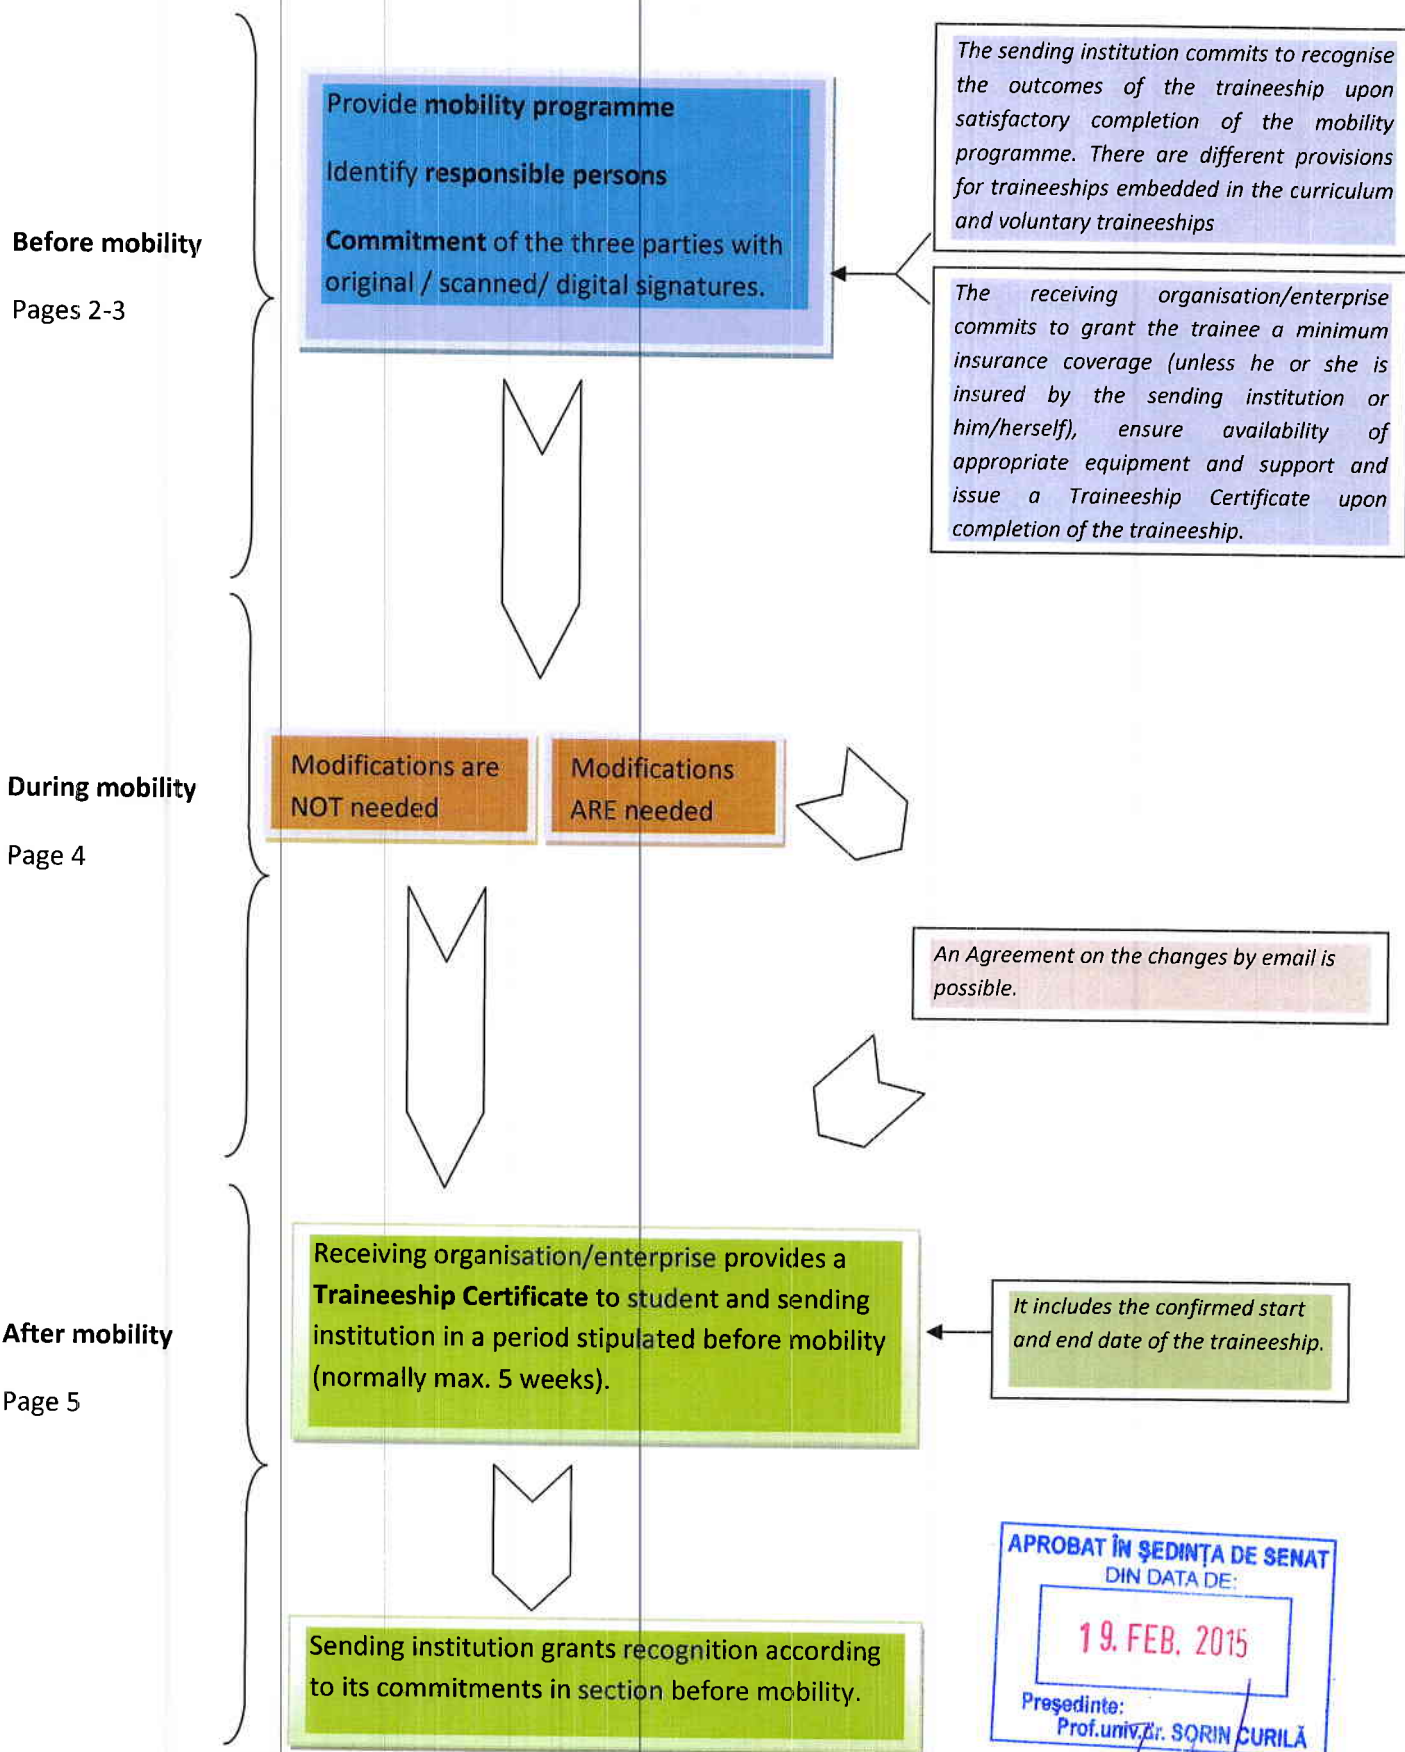 Before mobility
Pages 2-3
Provide mobility programme
Identify responsible persons
Commitment of the three parties with
original / scanned/ digital signatures.
The sending institution commits to recognise
the outcomes of the traineeship upon
satisfactory completion of the mobility
programme. There are different provisions
for traineeships embedded in the curriculum
and voluntary traineeships
The receiving organisation/enterprise
commits to grant the trainee a minimum
insurance coverage (unless he or she is
insured by the sending institution or
him/herself), ensure availability of
appropriate equipment and support and
issue a Traineeship Certificate upon
completion of the traineeship.
During mobility
Page 4
Modifications are
NOT needed
Modifications
ARE needed
An Agreement on the changes by email is
possible.
After mobility
Page 5
Receiving organisation/enterprise provides a
Traineeship Certificate to student and sending
institution in a period stipulated before mobility
(normally max. 5 weeks).
It includes the confirmed start
and end date of the traineeship.
Sending institution grants recognition according
to its commitments in section before mobility.
APROBAT ÎN ŞEDINŢA DE SENAT
DIN DATA DE:
19. FEB. 2015
Preşedinte:
Prof.univ.dr. SORIN CURILĂ